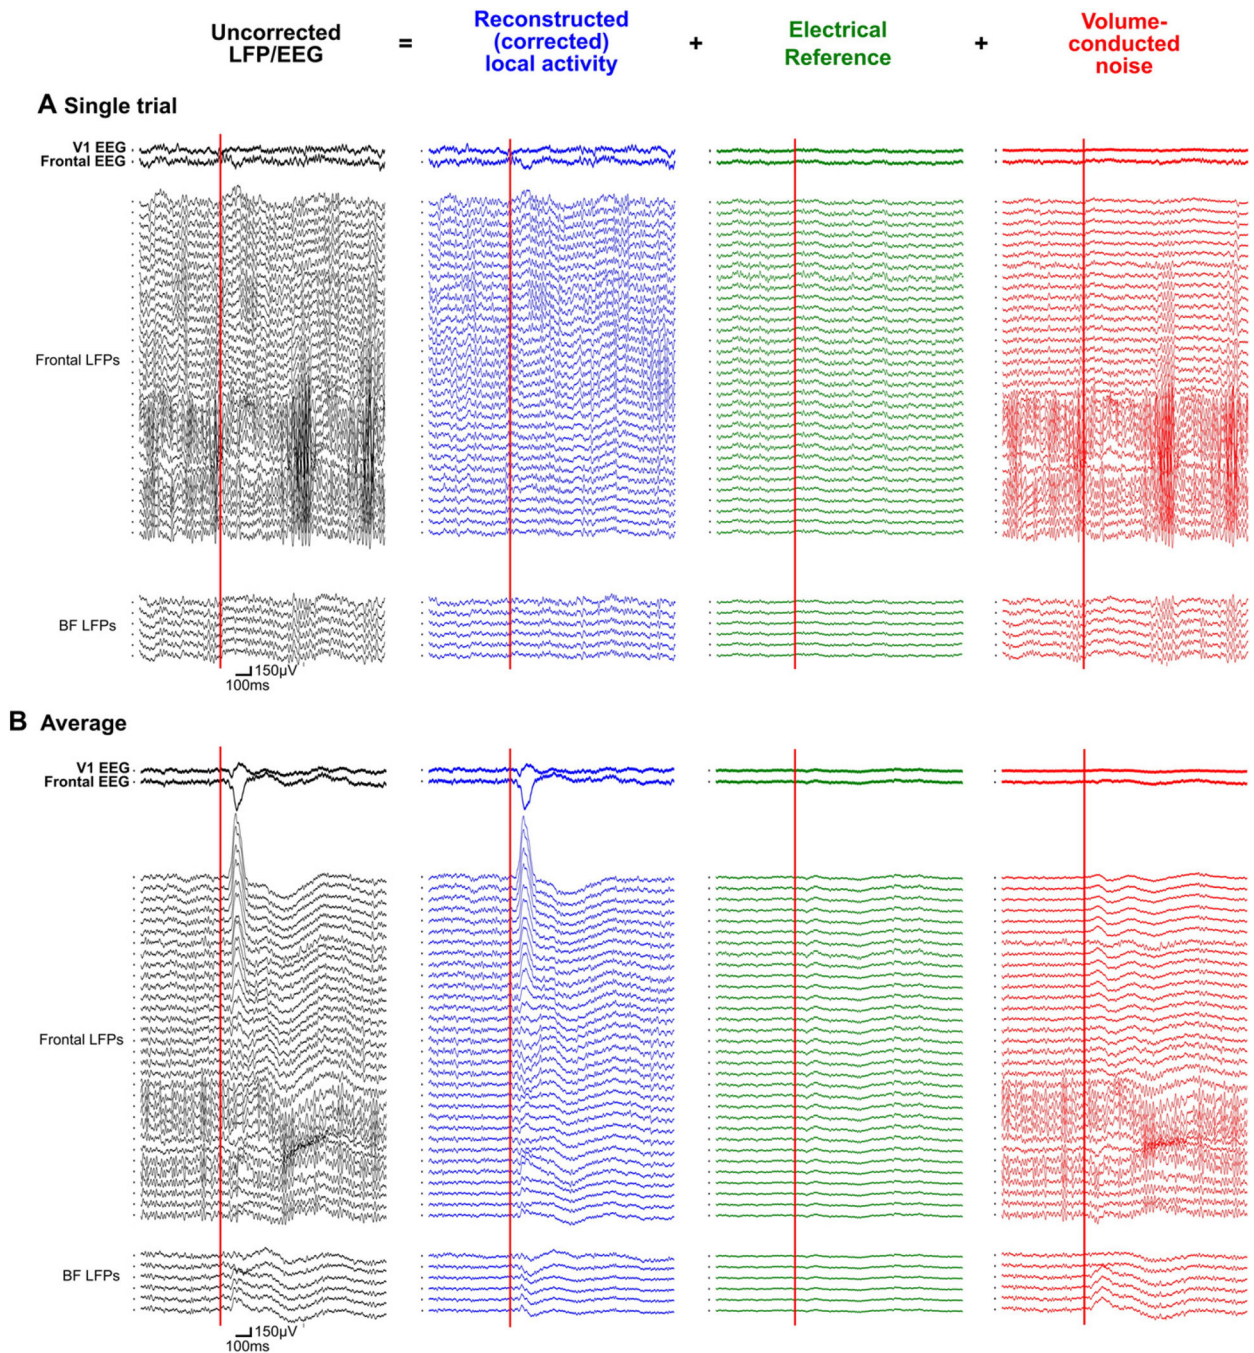 Uncorrected
LFP/EEG
=
Reconstructed
(corrected)
local activity
+
Electrical
Reference
+
Volume-
conducted
noise
A Single trial
V1 EEG
Frontal EEG
Frontal LFPs
BF LFPs
150µV
100ms
B Average
V1 EEG
Frontal EEG
Frontal LFPs
BF LFPs
150µV
100ms